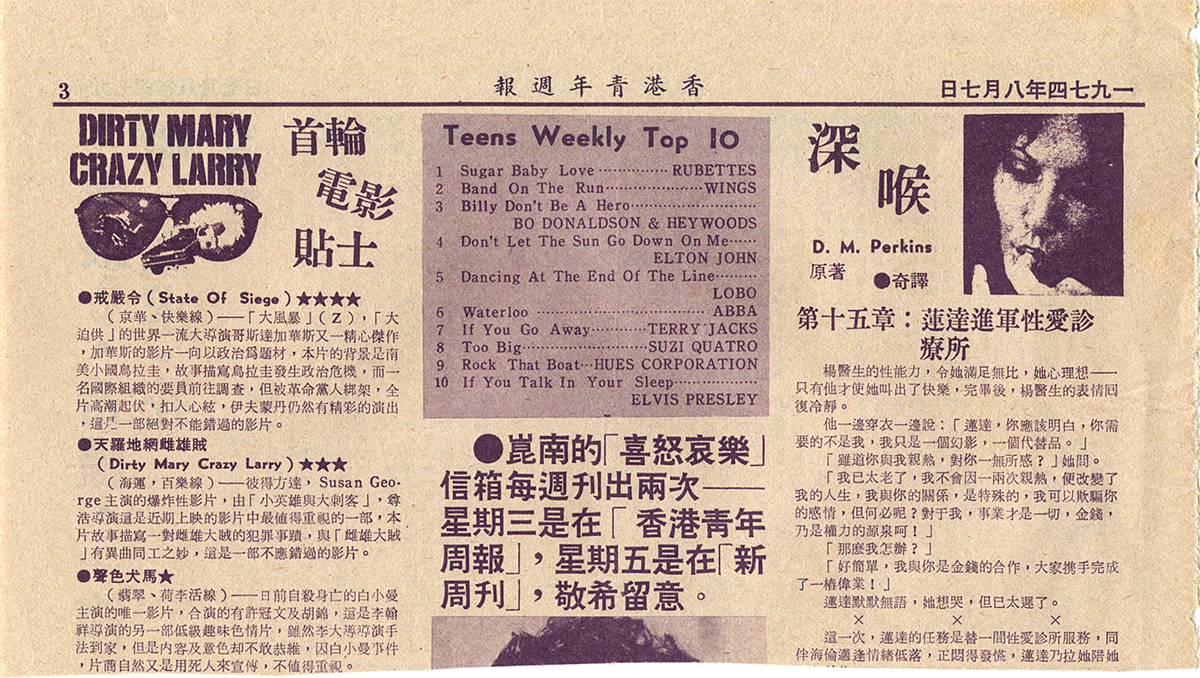 3
香港青年週報
一九七四年八月七日
DIRTY MARY
CRAZY LARRY
首輪
電影
貼士
●戒嚴令(State Of Siege)★★★★
(京華、快樂線)——「大風暴」(Z),「大
迫供」的世界一流大導演哥斯達加華斯又一精心傑作
,加華斯的影片一向以政治爲題材,本片的背景是南
美小國烏拉圭,故事描寫烏拉圭發生政治危機,而一
名國際組織的要員前往調查,但被革命黨人綁架,全
片高潮起伏,扣人心絃,伊夫蒙丹仍然有精彩的演出
,這是一部絕對不能錯過的影片。
●天羅地網雌雄賊
(Dirty Mary Crazy Larry)★★★
(海運,百樂線)——彼得方達,Susan Geo-
rge主演的爆炸性影片,由「小英雄與大刺客」,尊
浩導演這是近期上映的影片中最値得重視的一部,本
片故事描寫一對雌雄大賊的犯罪事蹟,與「雌雄大賊
」有異曲同工之妙,這是一部不應錯過的影片。
●聲色犬馬★
(翡翠、荷李活線)——日前自殺身亡的白小曼
主演的唯一影片,合演的有許冠文及胡錦,這是李翰
祥導演的另一部低級趣味色情片,雖然李大導演手
法到家,但是内容及意色却不敢恭維,因白小曼事件
,片商自然又是用死人來宣傳,不値得重視。
Teens Weekly Top 10
1 Sugar Baby Love·············RUBETTES
2 Band On The Run··················WINGS
3 Billy Don't Be A Hero·······················
BO DONALDSON & HEYWOODS
4 Don't Let The Sun Go Down On Me······
ELTON JOHN
5 Dancing At The End Of The Line·········
LOBO
6 Waterloo ································ABBA
7 If You Go Away···········TERRY JACKS
8 Too Big·······················SUZI QUATRO
9 Rock That Boat··HUES CORPORATION
10 If You Talk In Your Sleep·················
ELVIS PRESLEY
●崑南的「喜怒哀樂」
信箱每週刊出兩次——
星期三是在「香港靑年
周報」,星期五是在「新
周刊」,敬希留意。
深
喉
D. M. Perkins
原著
●奇譯
第十五章:蓮達進軍性愛診
療所
楊醫生的性能力,令她滿足無比,她心理想——
只有他才使她叫出了快樂,完畢後,楊醫生的表情囘
復冷靜。
他一邊穿衣一邊說:「蓮達,你應該明白,你需
要的不是我,我只是一個幻影,一個代替品。」
「雖道你與我親熱,對你一無所感?」她問。
「我已太老了,我不會因一兩次親熱,便改變了
我的人生,我與你的關係,是特殊的,我可以欺騙你
的感情,但何必呢?對于我,事業才是一切,金錢,
乃是權力的源泉呵!」
「那麽我怎辦?」
「好簡單,我與你是金錢的合作,大家携手完成
了一樁偉業!」
蓮達默默無語,她想哭,但已太遲了。
× × ×
這一次,蓮達的任務是替一間性愛診所服務,同
伴海倫適逢情緒低落,正悶得發慌,蓮達乃拉她陪她